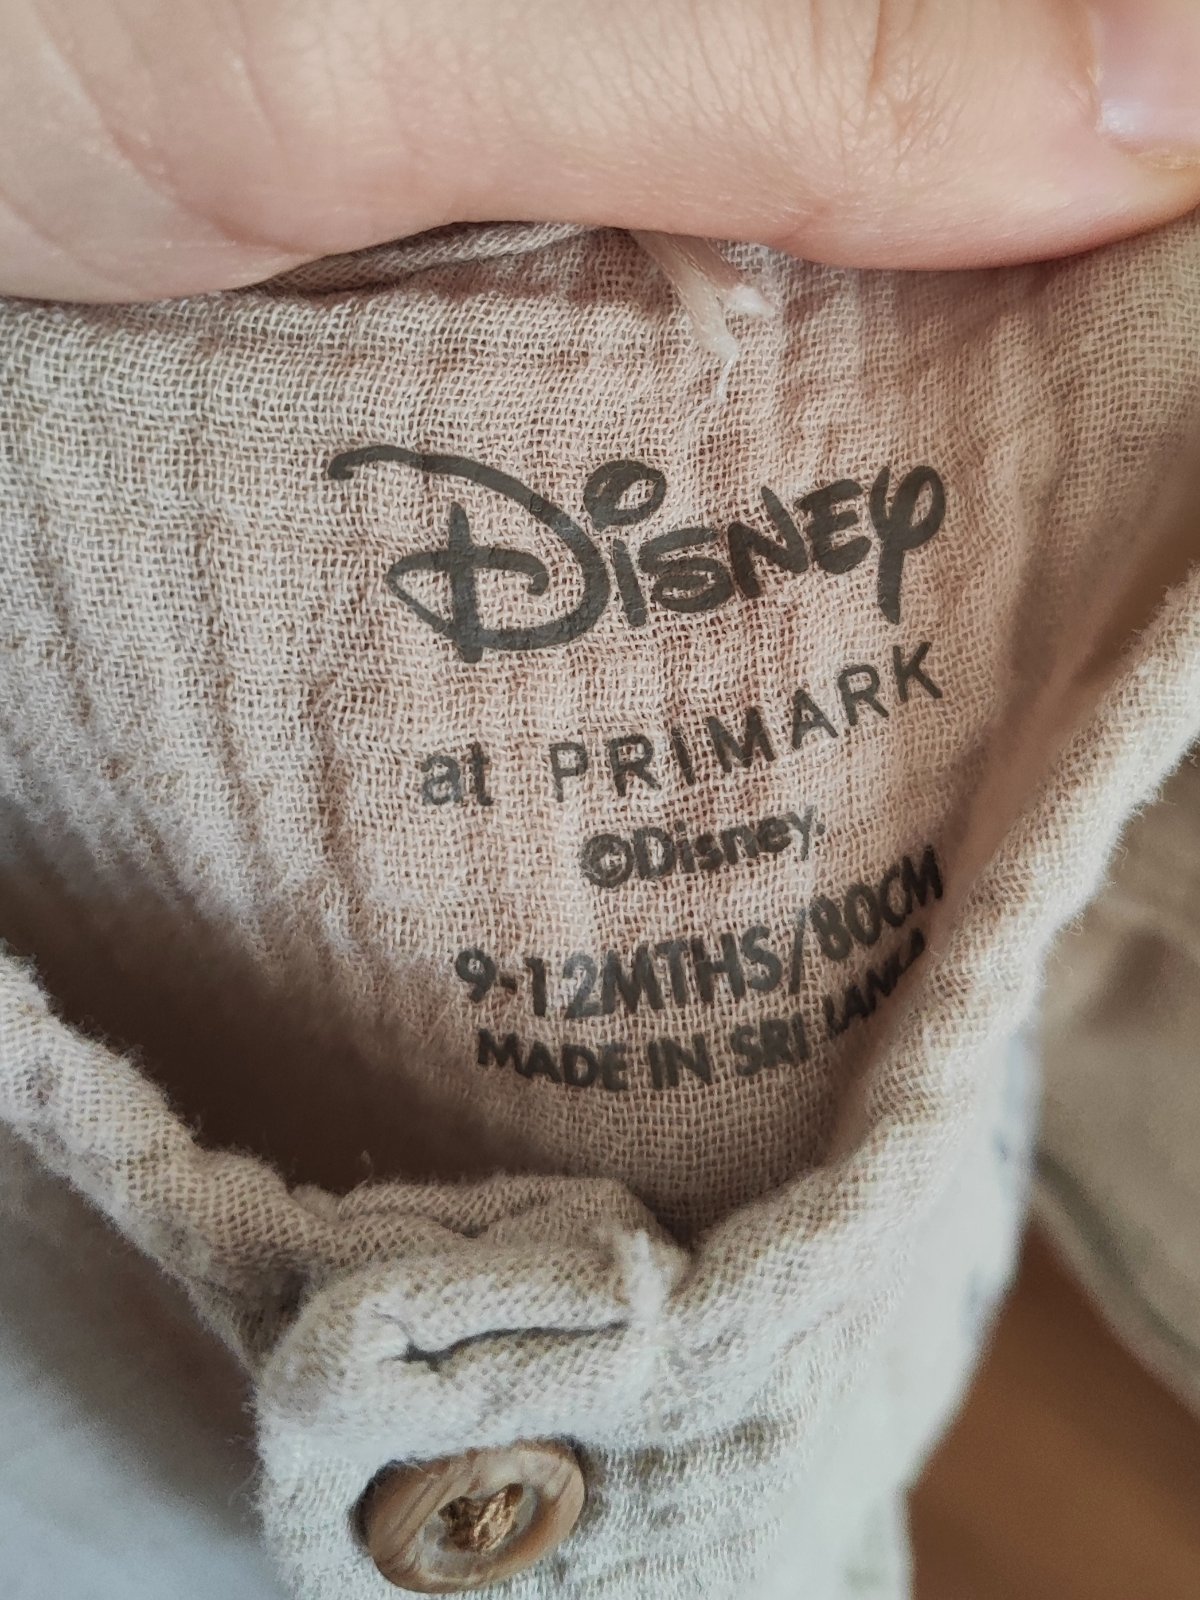 Disney
at PRIMARK
©Disney.
9-12MTHS/80CM
MADE IN SRI LANKA